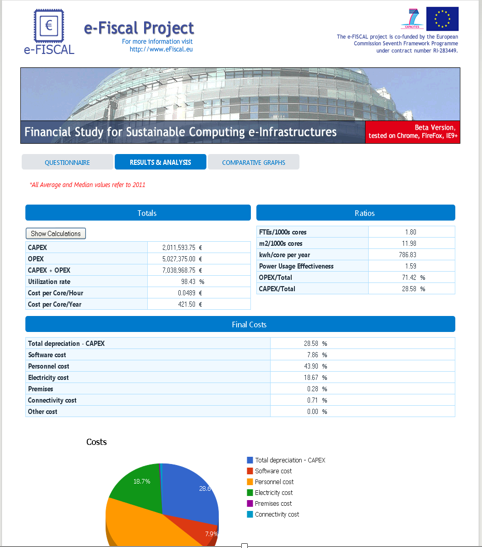 e-FISCAL
e-Fiscal Project
For more information visit
http://www.eFiscal.eu
The e-FISCAL project is co-funded by the European
Commission Seventh Framework Programme
under contract number RI-283449.
Financial Study for Sustainable Computing e-Infrastructures
Beta Version,
tested on Chrome, FireFox, IE9+
QUESTIONNAIRE
RESULTS & ANALYSIS
COMPARATIVE GRAPHS
*All Average and Median values refer to 2011
Totals
Show Calculations
CAPEX 2,011,593.75 €
OPEX 5,027,375.00 €
CAPEX + OPEX 7,038,968.75 €
Utilization rate 98.43 %
Cost per Core/Hour 0.0489 €
Cost per Core/Year 421.50 €
Ratios
FTEs/1000s cores 1.80
m2/1000s cores 11.98
kwh/core per year 786.83
Power Usage Effectiveness 1.59
OPEX/Total 71.42 %
CAPEX/Total 28.58 %
Final Costs
Total depreciation - CAPEX 28.58 %
Software cost 7.86 %
Personnel cost 43.90 %
Electricity cost 18.67 %
Premises 0.28 %
Connectivity cost 0.71 %
Other cost 0.00 %
Costs
18.7%
28.6
7.9%
Total depreciation - CAPEX
Software cost
Personnel cost
Electricity cost
Premises cost
Connectivity cost